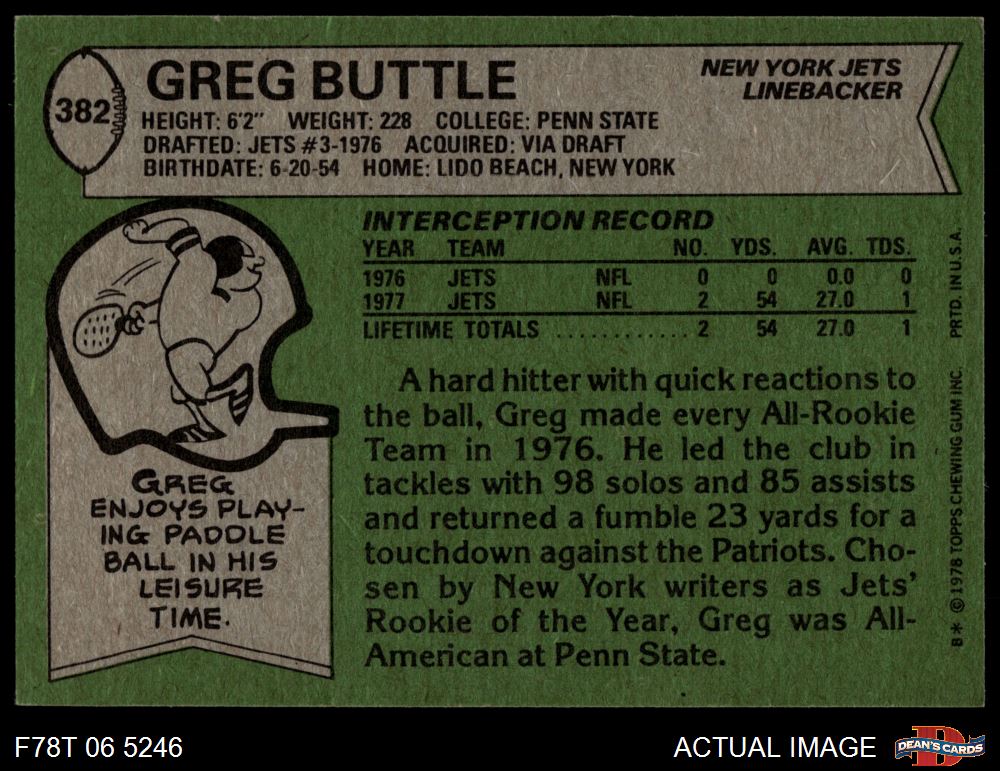 382
GREG BUTTLE
NEW YORK JETS
LINEBACKER
HEIGHT: 6'2" WEIGHT: 228 COLLEGE: PENN STATE
DRAFTED: JETS #3-1976 ACQUIRED: VIA DRAFT
BIRTHDATE: 6-20-54 HOME: LIDO BEACH, NEW YORK
INTERCEPTION RECORD
YEAR TEAM NO. YDS. AVG. TDS.
1976 JETS NFL 0 0 0.0 0
1977 JETS NFL 2 54 27.0 1
LIFETIME TOTALS ............ 2 54 27.0 1
A hard hitter with quick reactions to
the ball, Greg made every All-Rookie
Team in 1976. He led the club in
tackles with 98 solos and 85 assists
and returned a fumble 23 yards for a
touchdown against the Patriots. Cho-
sen by New York writers as Jets'
Rookie of the Year, Greg was All-
American at Penn State.
GREG
ENJOYS PLAY-
ING PADDLE
BALL IN HIS
LEISURE
TIME.
B* © 1978 TOPPS CHEWING GUM INC. PRTD. IN U.S.A.
F78T 06 5246
ACTUAL IMAGE
DEAN'S CARDS